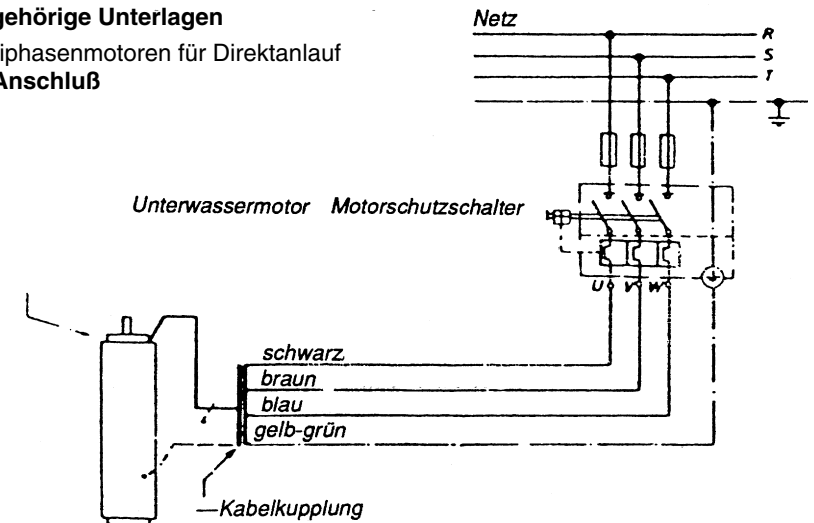 gehörige Unterlagen
iphasenmotoren für Direktanlauf
Anschluß
Netz
R
S
T
Unterwassermotor Motorschutzschalter
U V W
schwarz
braun
blau
gelb-grün
Kabelkupplung